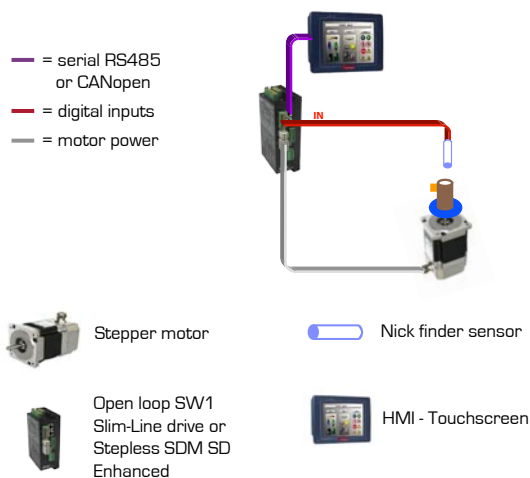 = serial RS485
or CANopen
= digital inputs
= motor power
IN
Stepper motor
Nick finder sensor
Open loop SW1
Slim-Line drive or
Stepless SDM SD
Enhanced
HMI - Touchscreen